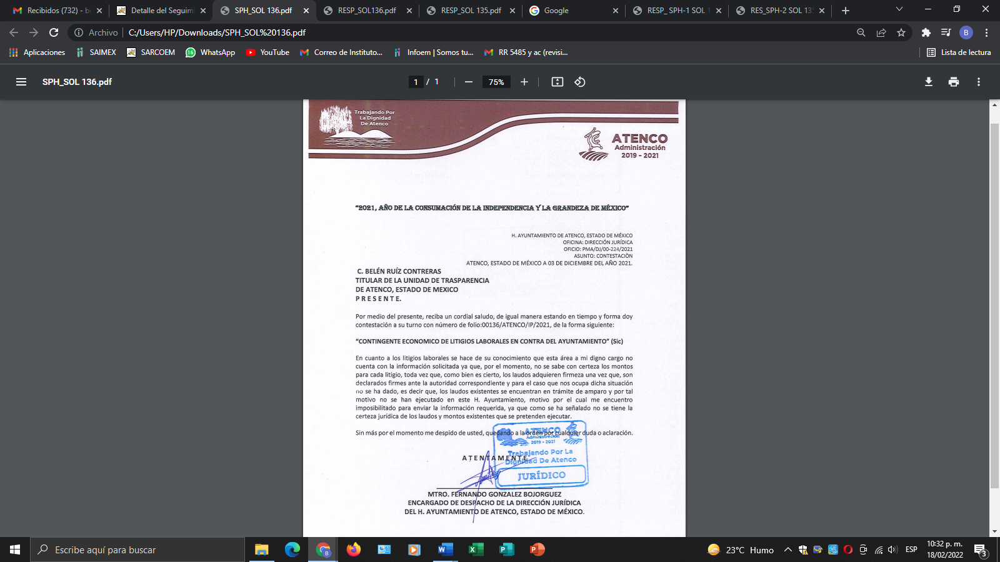 Recibidos (732) - be
Detalle del Seguimi
SPH_SOL 136.pdf
RESP_SOL136.pdf
RESP_SOL 135.pdf
Google
RESP_ SPH-1 SOL 1
RES_SPH-2 SOL 135
Archivo
C:/Users/HP/Downloads/SPH_SOL%20136.pdf
B
Aplicaciones
SAIMEX
SARCOEM
16
WhatsApp
YouTube
Correo de Instituto...
Infoem | Somos tu...
RR 5485 y ac (revisi...
Lista de lectura
SPH_SOL 136.pdf
1 / 1
75%
Trabajando Por
La Dignidad
De Atenco
ATENCO
Administración
2019 - 2021
"2021, AÑO DE LA CONSUMACIÓN DE LA INDEPENDENCIA Y LA GRANDEZA DE MÉXICO"
H. AYUNTAMIENTO DE ATENCO, ESTADO DE MÉXICO
OFICINA: DIRECCIÓN JURÍDICA
OFICIO: PMA/DJ/00-224/2021
ASUNTO: CONTESTACIÒN
ATENCO, ESTADO DE MÉXICO A 03 DE DICIEMBRE DEL AÑO 2021.
C. BELÉN RUÍZ CONTRERAS
TITULAR DE LA UNIDAD DE TRASPARENCIA
DE ATENCO, ESTADO DE MEXICO
P R E S E N T E.
Por medio del presente, reciba un cordial saludo, de igual manera estando en tiempo y forma doy
contestación a su turno con número de folio:00136/ATENCO/IP/2021, de la forma siguiente:
"CONTINGENTE ECONOMICO DE LITIGIOS LABORALES EN CONTRA DEL AYUNTAMIENTO" (Sic)
En cuanto a los litigios laborales se hace de su conocimiento que esta área a mi digno cargo no
cuenta con la información solicitada ya que, por el momento, no se sabe con certeza los montos
para cada litigio, toda vez que, como bien es cierto, los laudos adquieren firmeza una vez que, son
declarados firmes ante la autoridad correspondiente y para el caso que nos ocupa dicha situación
no se ha dado, es decir que, los laudos existentes se encuentran en trámite de amparo y por tal
motivo no se han ejecutado en este H. Ayuntamiento, motivo por el cual me encuentro
imposibilitado para enviar la información requerida, ya que como se ha señalado no se tiene la
certeza jurídica de los laudos y montos existentes que se pretenden ejecutar.
Sin más por el momento me despido de usted, quedando a la orden por cualquier duda o aclaración.
ATENCO
Administración
2019 - 2021
Trabajando Por La
Dignidad De Atenco
JURÍDICO
A T E N T A M E N T E
MTRO. FERNANDO GONZALEZ BOJORGUEZ
ENCARGADO DE DESPACHO DE LA DIRECCIÓN JURÍDICA
DEL H. AYUNTAMIENTO DE ATENCO, ESTADO DE MÉXICO.
Escribe aquí para buscar
23°C Humo
ESP
10:32 p. m.
18/02/2022
3